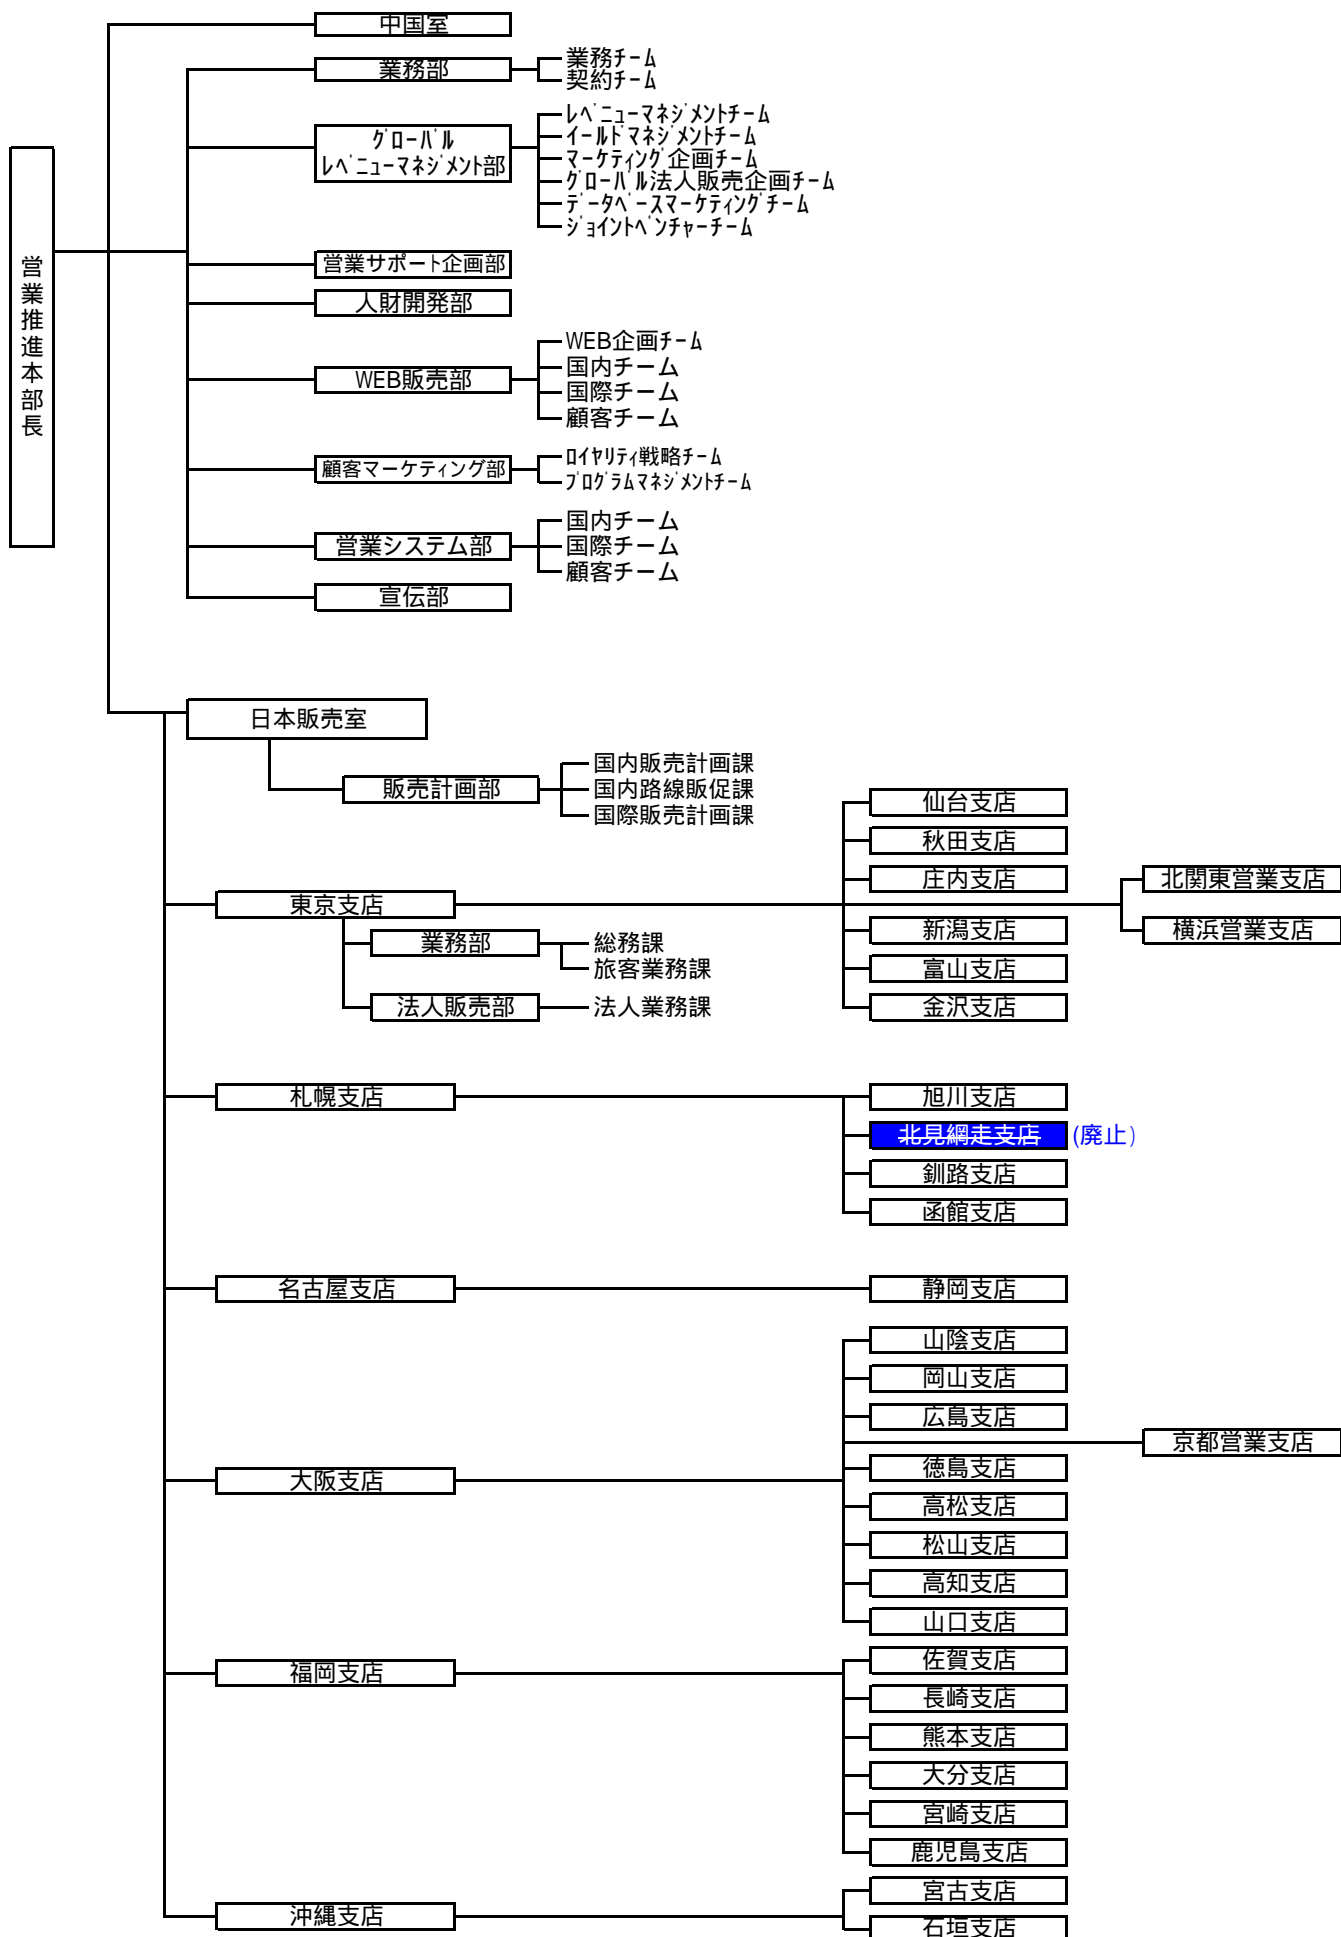 中国室
業務部
業務チーム
契約チーム
グローバル
レベニューマネジメント部
レベニューマネジメントチーム
イールドマネジメントチーム
マーケティング企画チーム
グローバル法人販売企画チーム
データベースマーケティングチーム
ジョイントベンチャーチーム
営業推進本部長
営業サポート企画部
人財開発部
WEB販売部
WEB企画チーム
国内チーム
国際チーム
顧客チーム
顧客マーケティング部
ロイヤリティ戦略チーム
プログラムマネジメントチーム
営業システム部
国内チーム
国際チーム
顧客チーム
宣伝部
日本販売室
販売計画部
国内販売計画課
国内路線販促課
国際販売計画課
東京支店
業務部
総務課
旅客業務課
法人販売部
法人業務課
仙台支店
秋田支店
庄内支店
新潟支店
富山支店
金沢支店
北関東営業支店
横浜営業支店
札幌支店
旭川支店
北見網走支店 (廃止)
釧路支店
函館支店
名古屋支店
静岡支店
大阪支店
山陰支店
岡山支店
広島支店
京都営業支店
徳島支店
高松支店
松山支店
高知支店
山口支店
福岡支店
佐賀支店
長崎支店
熊本支店
大分支店
宮崎支店
鹿児島支店
沖縄支店
宮古支店
石垣支店